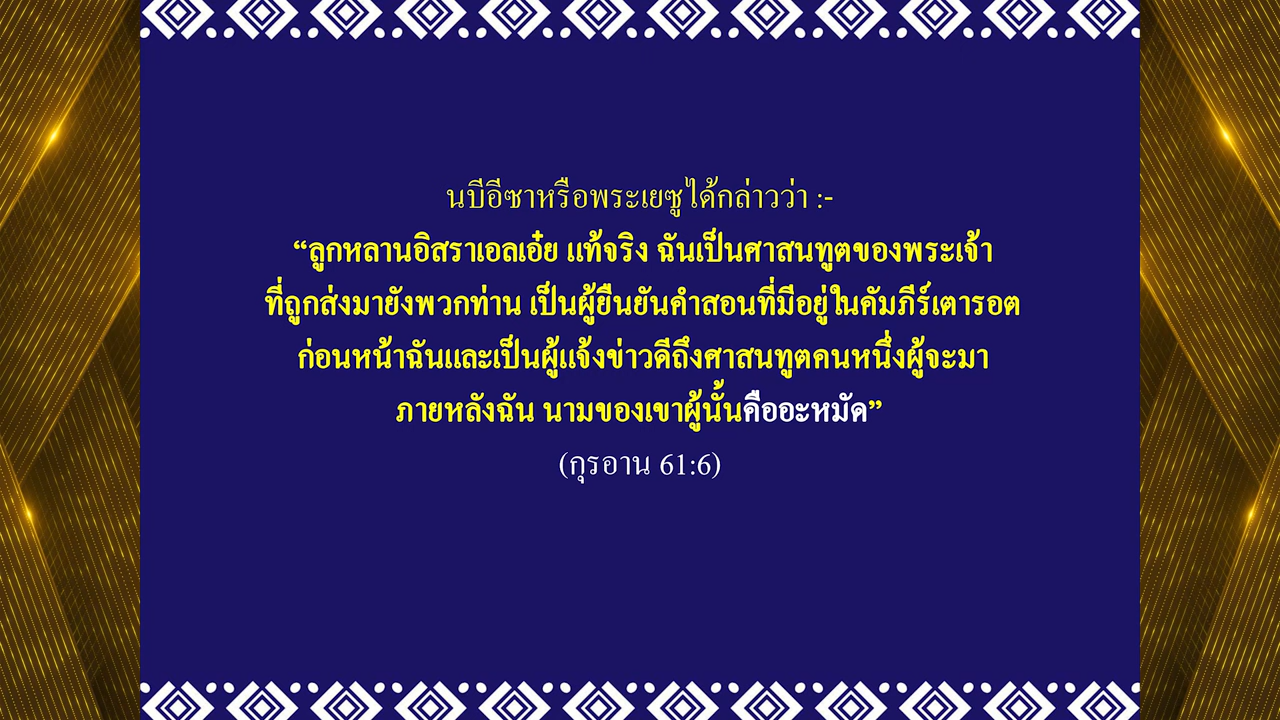 นบีอีซาหรือพระเยซูได้กล่าวว่า :-
“ลูกหลานอิสราเอลเอ๋ย แท้จริง ฉันเป็นศาสนทูตของพระเจ้า
ที่ถูกส่งมายังพวกท่าน เป็นผู้ยืนยันคำสอนที่มีอยู่ในคัมภีร์เตารอต
ก่อนหน้าฉันและเป็นผู้แจ้งข่าวดีถึงศาสนทูตคนหนึ่งผู้จะมา
ภายหลังฉัน นามของเขาผู้นั้นคืออะหมัด”
(กุรอาน 61:6)